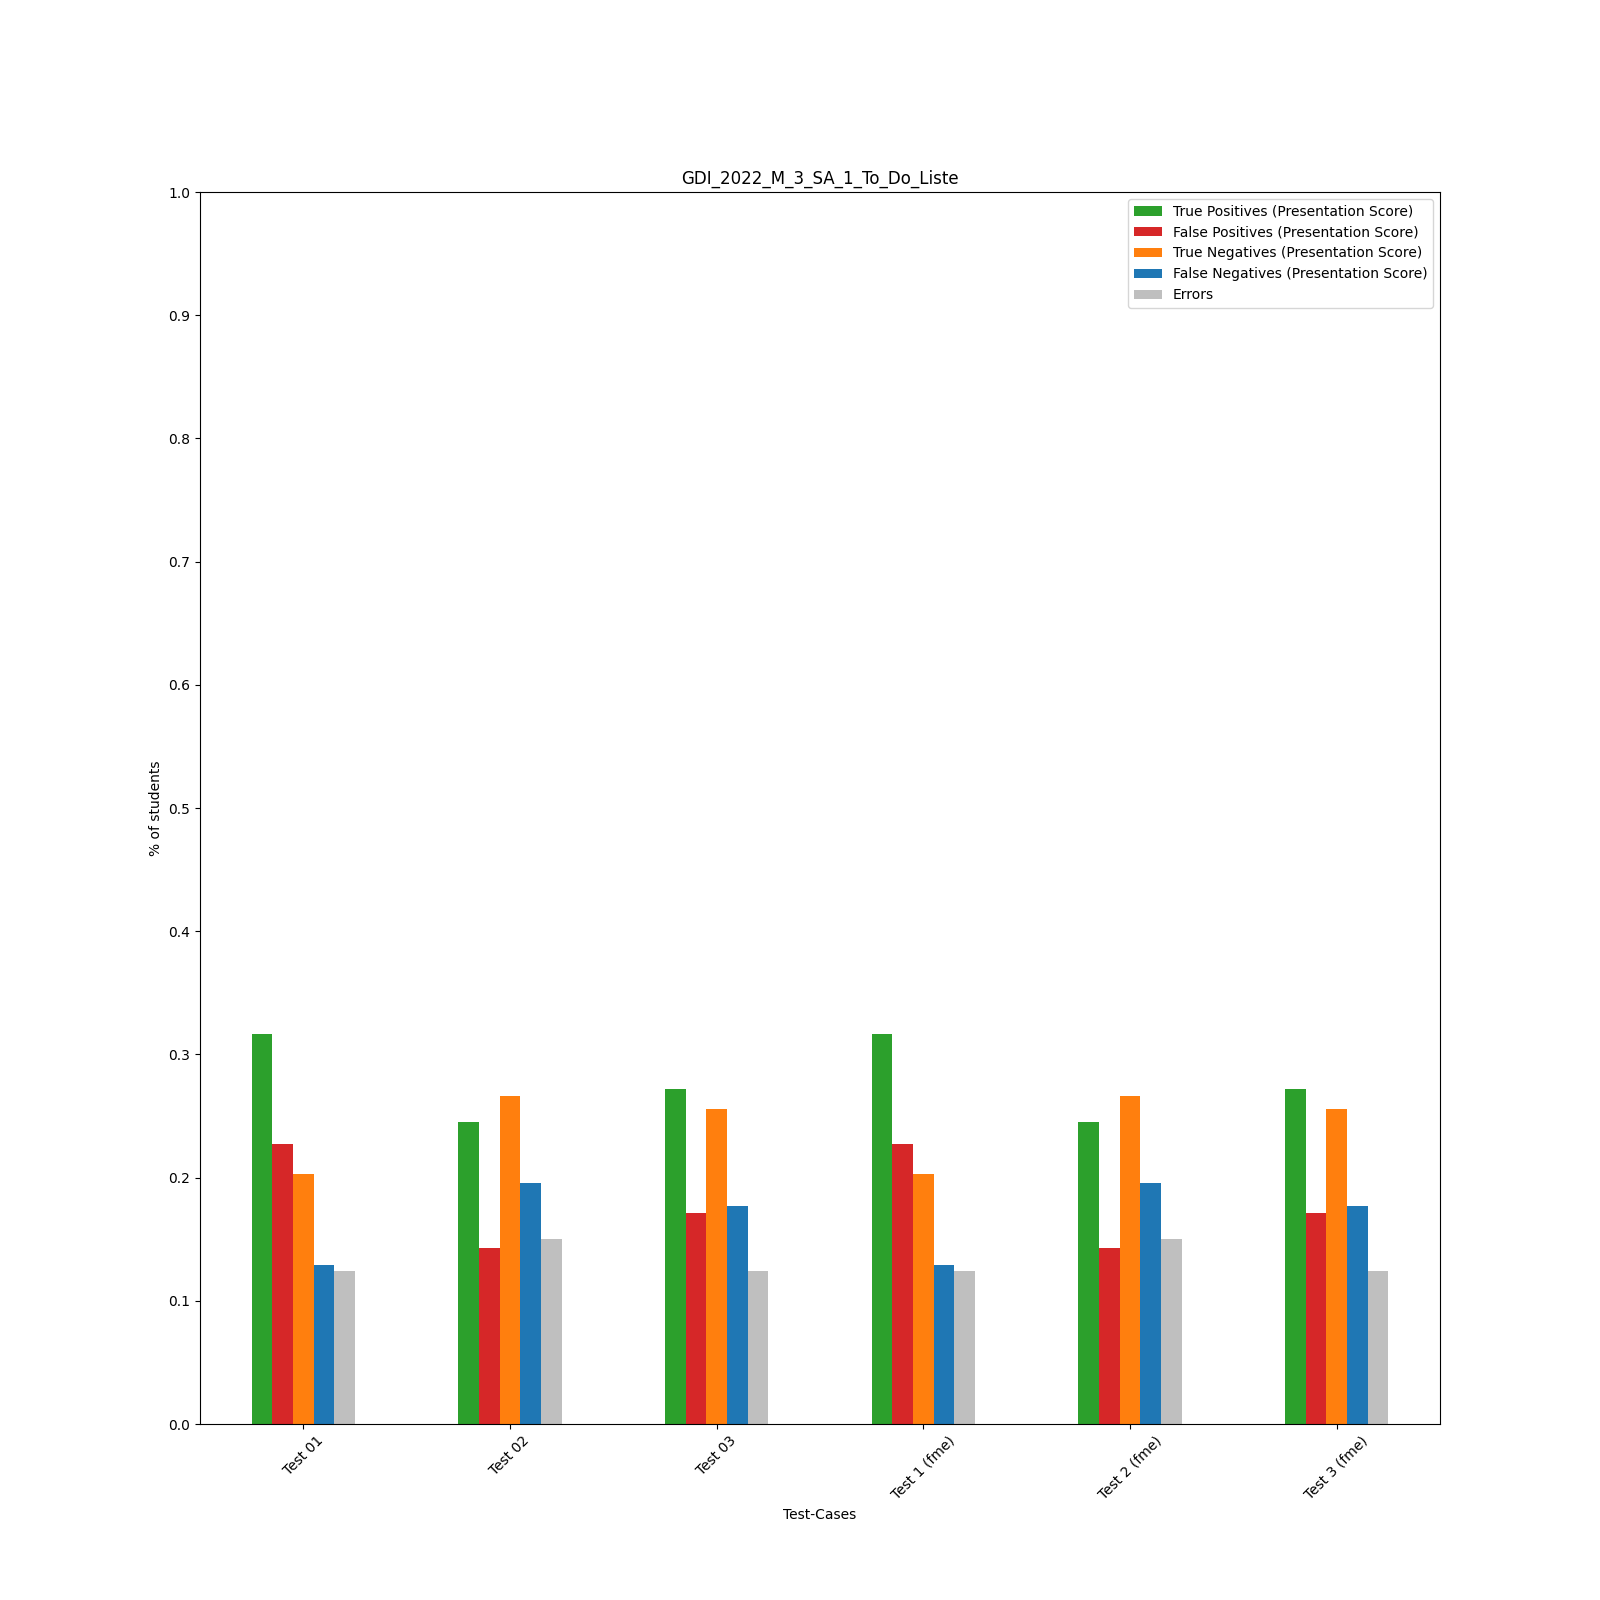 GDI_2022_M_3_SA_1_To_Do_Liste
1.0
0.9
0.8
0.7
0.6
0.5
0.4
0.3
0.2
0.1
0.0
% of students
True Positives (Presentation Score)
False Positives (Presentation Score)
True Negatives (Presentation Score)
False Negatives (Presentation Score)
Errors
Test 01
Test 02
Test 03
Test 1 (fme)
Test 2 (fme)
Test 3 (fme)
Test-Cases